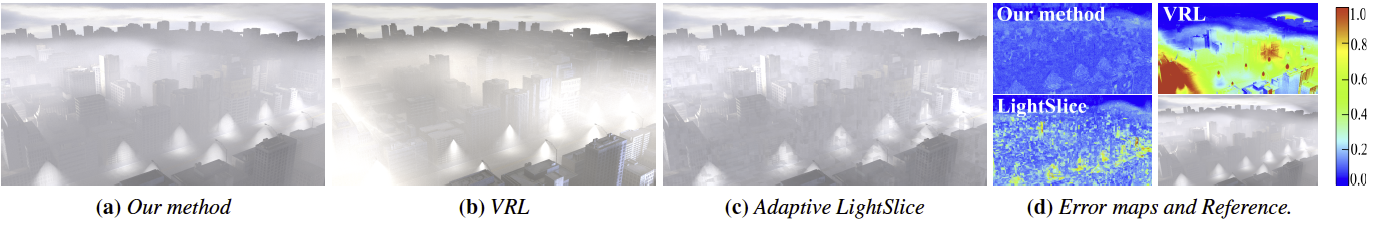 Our method
VRL
1.0
0.8
0.6
LightSlice
0.4
0.2
0.0
(a) Our method
(b) VRL
(c) Adaptive LightSlice
(d) Error maps and Reference.